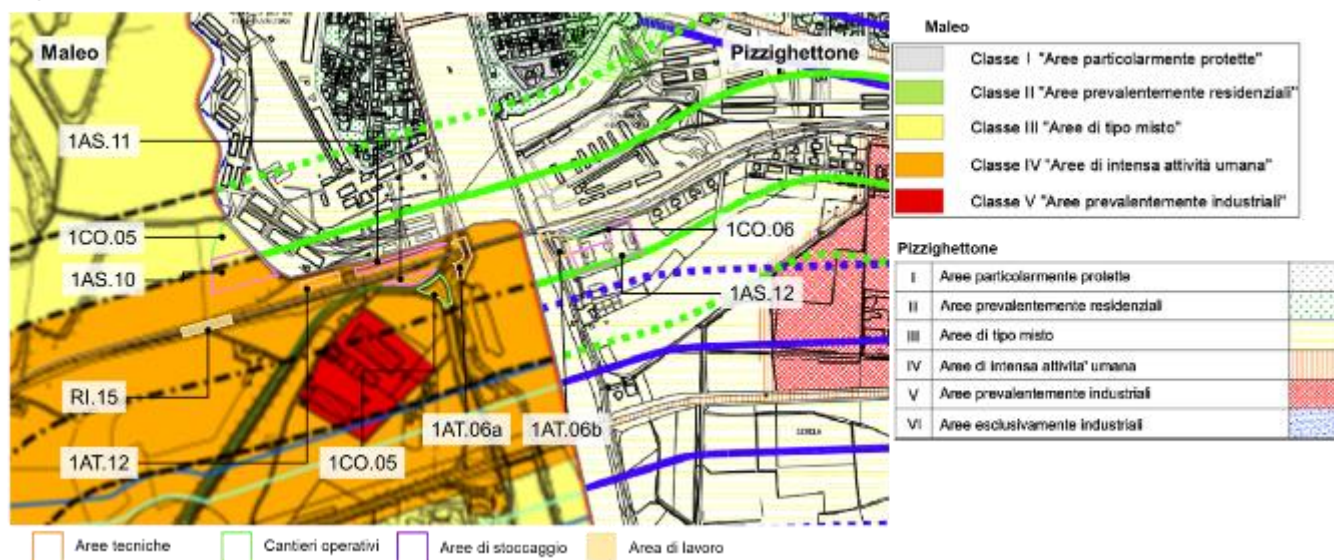 Maleo
Pizzighettone
1AS.11
1CO.05
1AS.10
RI.15
1AT.12
1CO.05
1AT.06a
1AT.06b
1CO.06
1AS.12
Aree tecniche
Cantieri operativi
Aree di stoccaggio
Area di lavoro
Maleo
Classe I "Aree particolarmente protette"
Classe II "Aree prevalentemente residenziali"
Classe III "Aree di tipo misto"
Classe IV "Aree di intensa attività umana"
Classe V "Aree prevalentemente industriali"
Pizzighettone
I Aree particolarmente protette
II Aree prevalentemente residenziali
III Aree di tipo misto
IV Aree di intensa attivita' umana
V Aree prevalentemente industriali
VI Aree esclusivamente industriali